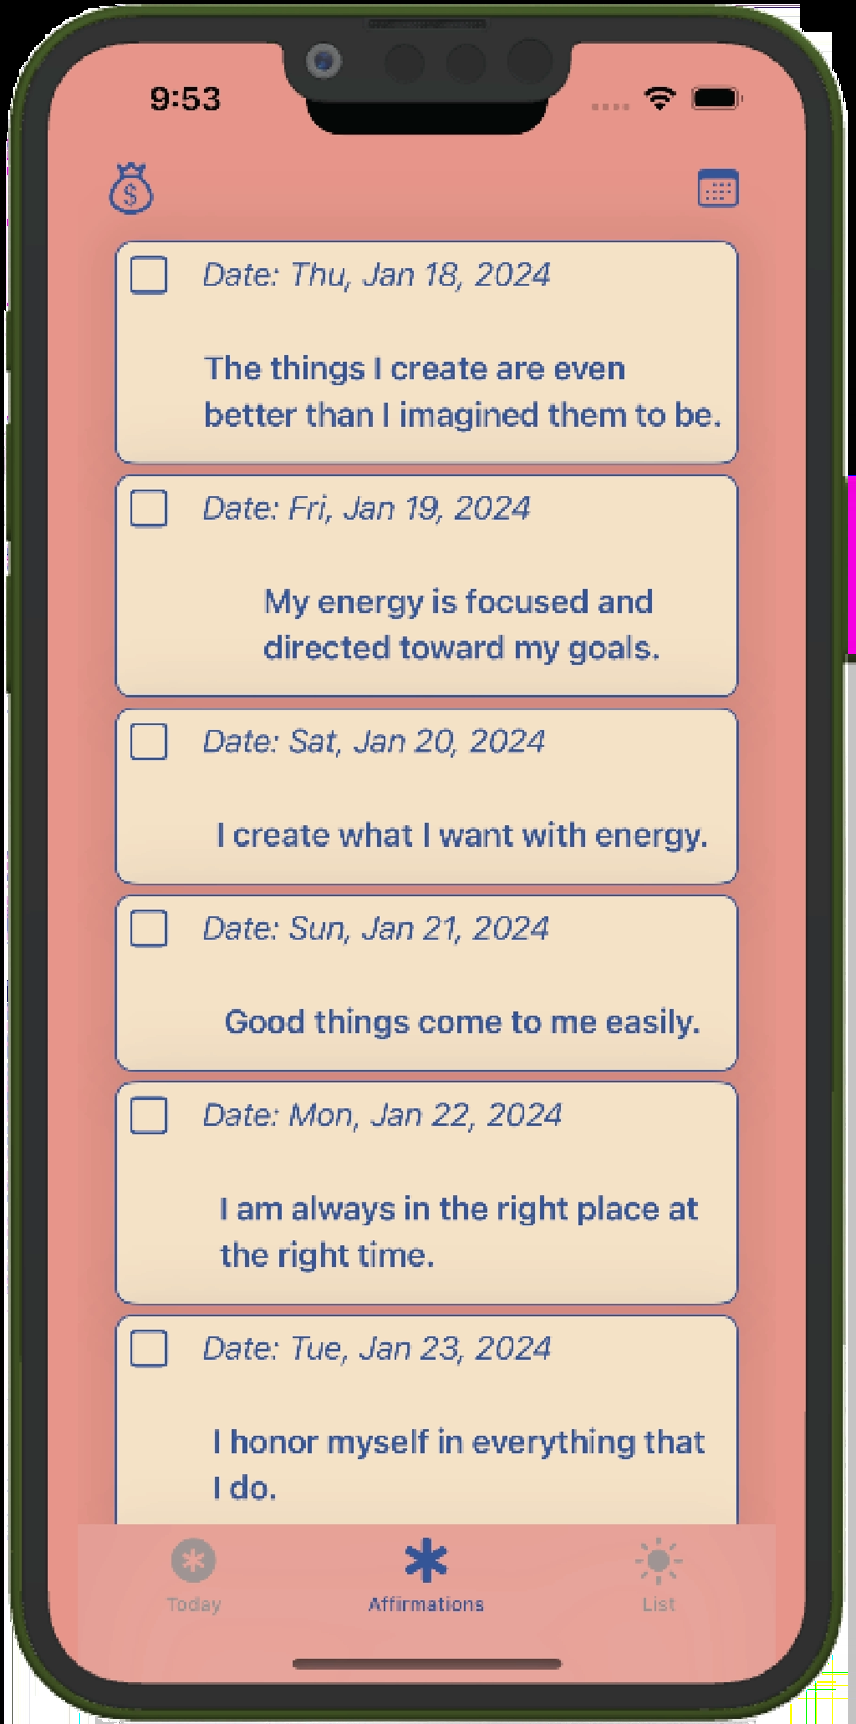 9:53
$
Date: Thu, Jan 18, 2024
The things I create are even
better than I imagined them to be.
Date: Fri, Jan 19, 2024
My energy is focused and
directed toward my goals.
Date: Sat, Jan 20, 2024
I create what I want with energy.
Date: Sun, Jan 21, 2024
Good things come to me easily.
Date: Mon, Jan 22, 2024
I am always in the right place at
the right time.
Date: Tue, Jan 23, 2024
I honor myself in everything that
I do.
Today
Affirmations
List